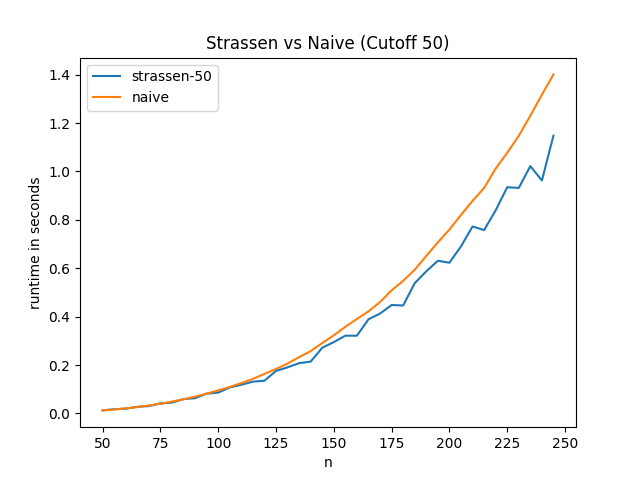 Strassen vs Naive (Cutoff 50)
strassen-50
naive
1.4
1.2
1.0
0.8
0.6
0.4
0.2
0.0
runtime in seconds
50 75 100 125 150 175 200 225 250
n